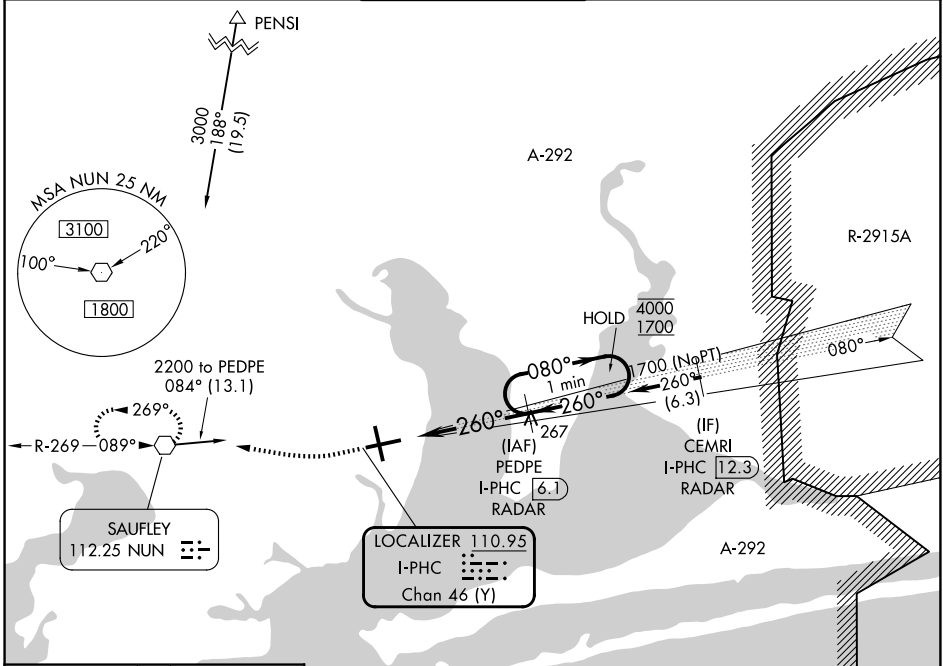 PENSI
3000
188°
(19.5)
A-292
MSA NUN 25 NM
3100
220°
100°
1800
R-2915A
HOLD
4000
1700
080°
1700 (NoPT)
080°
1 min
260°
(6.3)
260°
260°
267
2200 to PEDPE
084° (13.1)
269°
R-269
089°
(IAF)
PEDPE
I-PHC 6.1
RADAR
(IF)
CEMRI
I-PHC 12.3
RADAR
SAUFLEY
112.25 NUN
LOCALIZER 110.95
I-PHC
Chan 46 (Y)
A-292